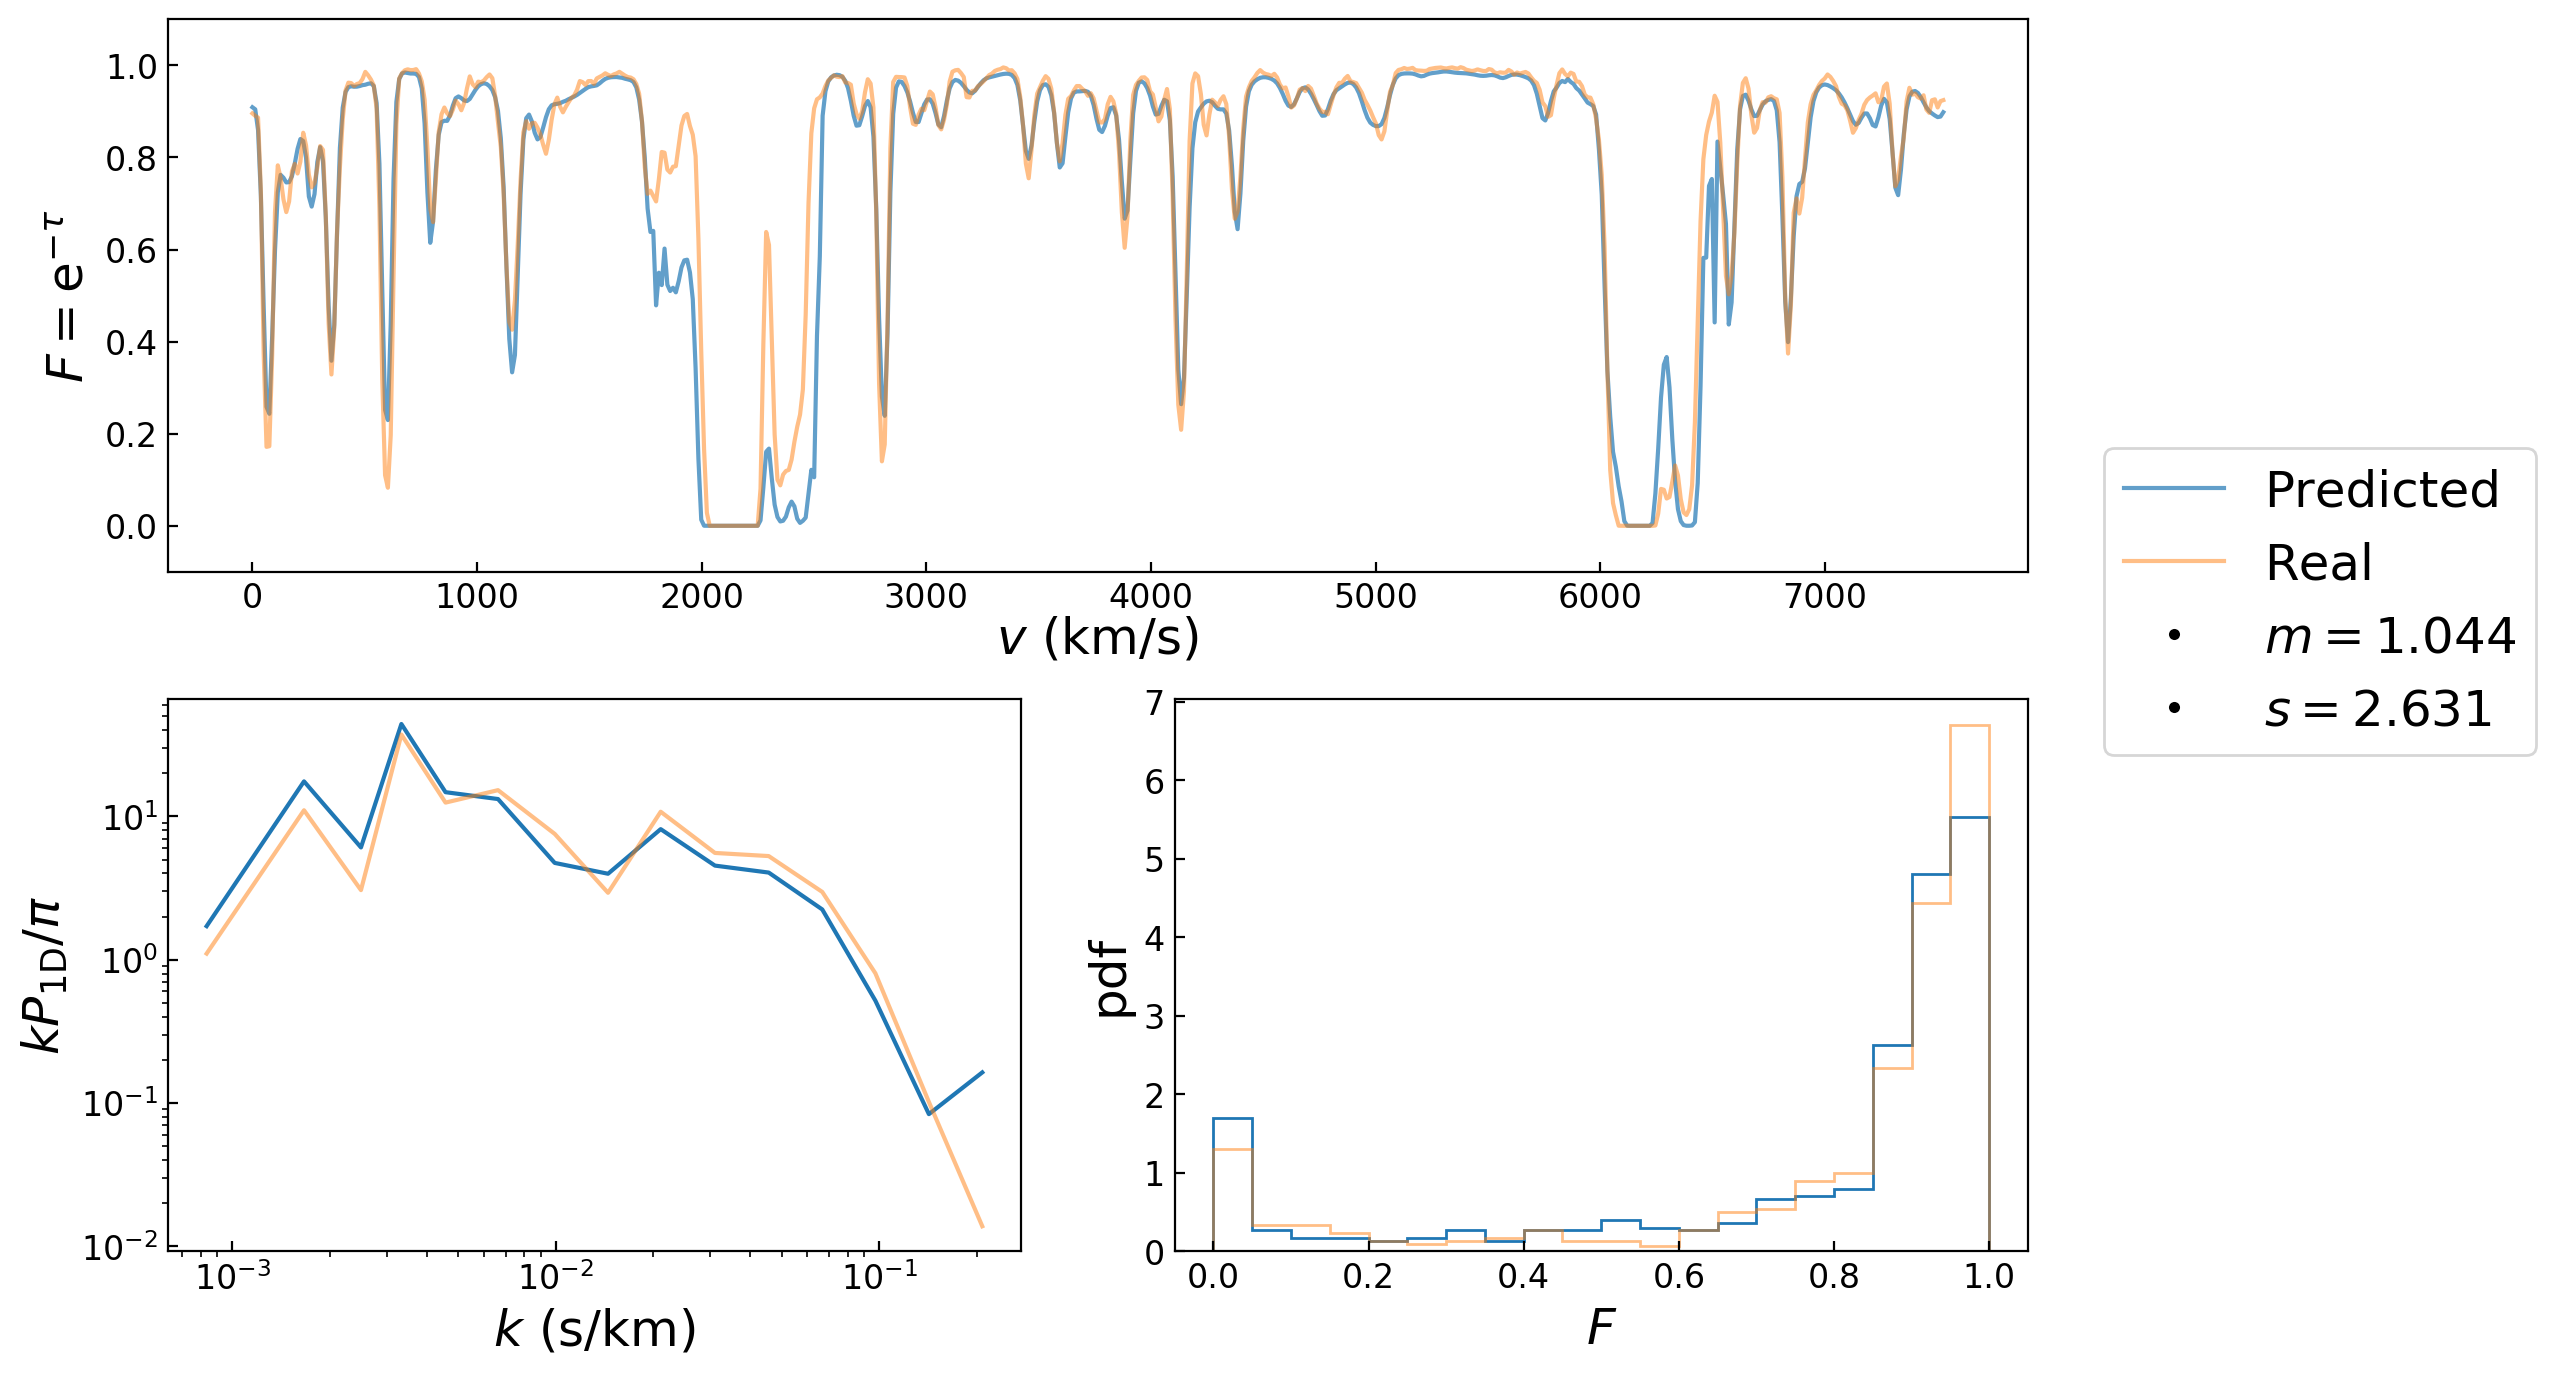 1.0
0.8
0.6
0.4
0.2
0.0
F = e^{-τ}
0 1000 2000 3000 4000 5000 6000 7000
v (km/s)
Predicted
Real
m = 1.044
s = 2.631
10^1
10^0
10^{-1}
10^{-2}
kP_{1D}/π
10^{-3} 10^{-2} 10^{-1}
k (s/km)
7
6
5
4
3
2
1
0
pdf
0.0 0.2 0.4 0.6 0.8 1.0
F